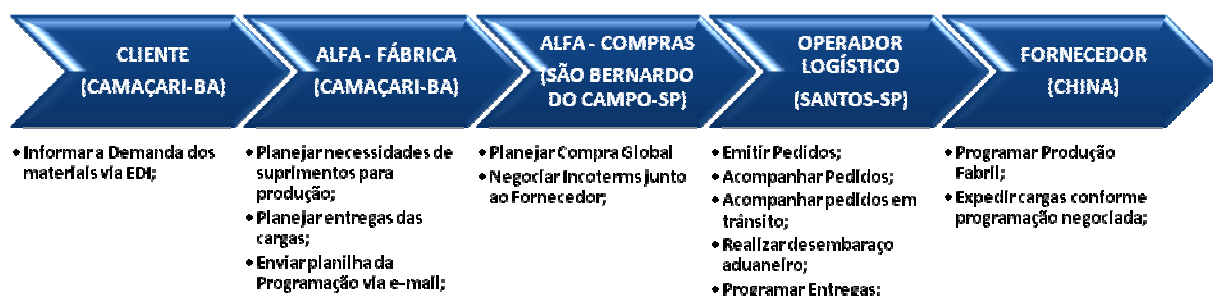 CLIENTE
(CAMAÇARI-BA)
ALFA - FÁBRICA
(CAMAÇARI-BA)
ALFA - COMPRAS
(SÃO BERNARDO
DO CAMPO-SP)
OPERADOR
LOGÍSTICO
(SANTOS-SP)
FORNECEDOR
(CHINA)
• Informar a Demanda dos
materiais via EDI;
• Planejar necessidades de
suprimentos para
produção;
• Planejar entregas das
cargas;
• Enviar planilha da
Programação via e-mail;
• Planejar Compra Global
• Negociar Incoterms junto
ao Fornecedor;
• Emitir Pedidos;
• Acompanhar Pedidos;
• Acompanhar pedidos em
trânsito;
• Realizar desembaraço
aduaneiro;
• Programar Entregas;
• Programar Produção
Fabril;
• Expedir cargas conforme
programação negociada;